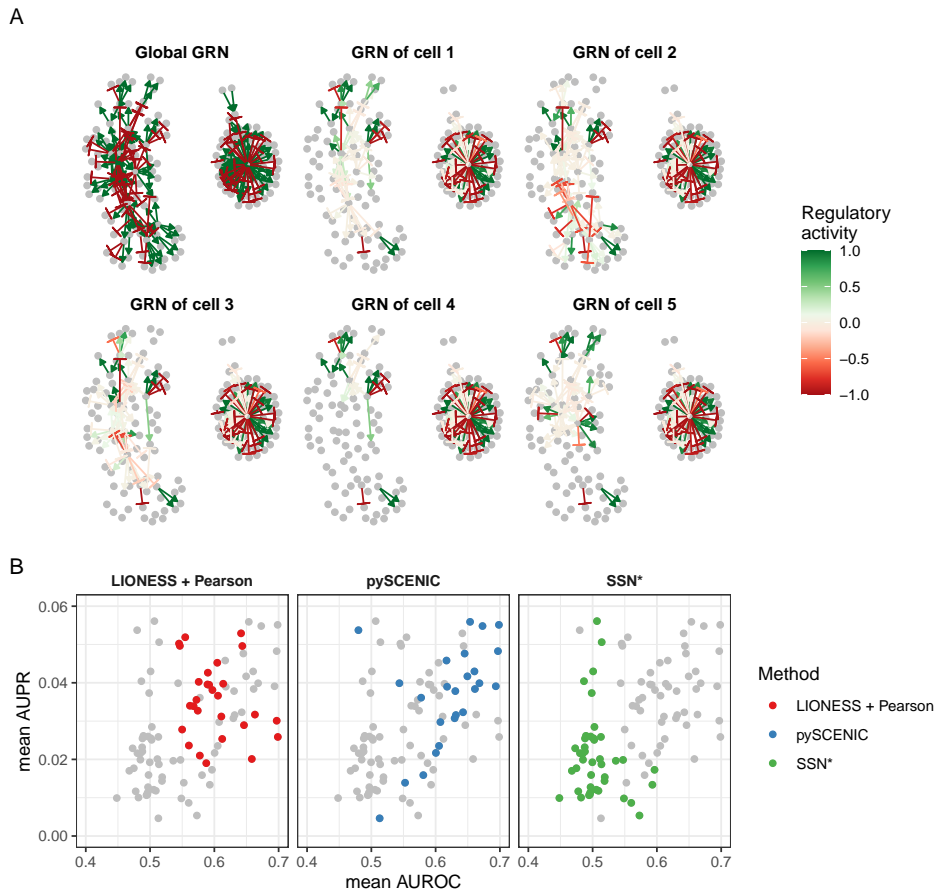 A
Global GRN
GRN of cell 1
GRN of cell 2
GRN of cell 3
GRN of cell 4
GRN of cell 5
Regulatory
activity
1.0
0.5
0.0
−0.5
−1.0
B
LIONESS + Pearson
pySCENIC
SSN*
mean AUPR
0.06
0.04
0.02
0.00
0.4 0.5 0.6 0.7
0.4 0.5 0.6 0.7
0.4 0.5 0.6 0.7
mean AUROC
Method
LIONESS + Pearson
pySCENIC
SSN*